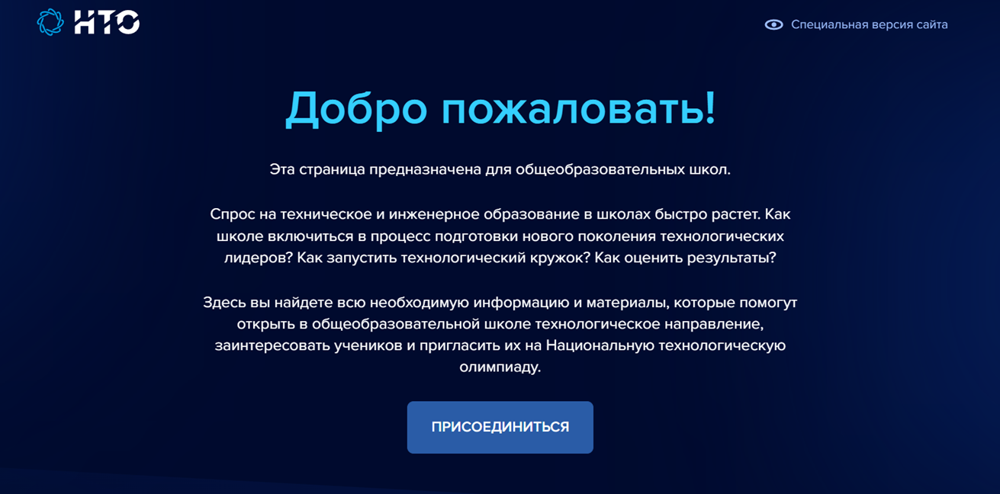 НТО
Специальная версия сайта
Добро пожаловать!
Эта страница предназначена для общеобразовательных школ.
Спрос на техническое и инженерное образование в школах быстро растет. Как
школе включиться в процесс подготовки нового поколения технологических
лидеров? Как запустить технологический кружок? Как оценить результаты?
Здесь вы найдете всю необходимую информацию и материалы, которые помогут
открыть в общеобразовательной школе технологическое направление,
заинтересовать учеников и пригласить их на Национальную технологическую
олимпиаду.
ПРИСОЕДИНИТЬСЯ